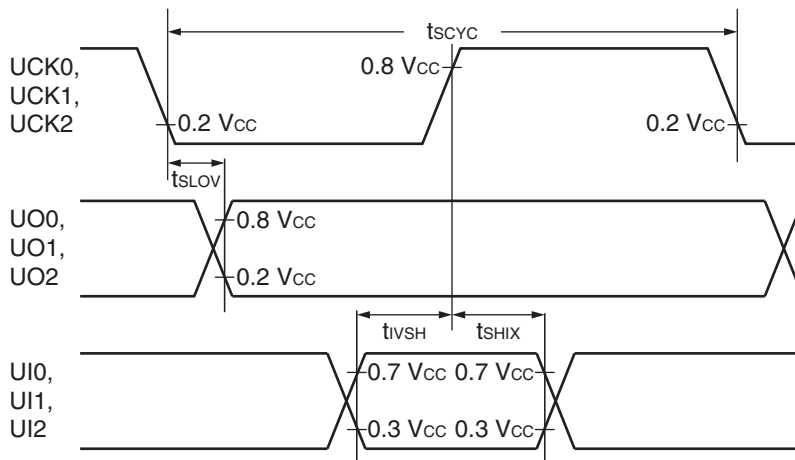 tSCYC
UCK0,
UCK1,
UCK2
0.8 VCC
0.2 VCC
0.2 VCC
tSLOV
UO0,
UO1,
UO2
0.8 VCC
0.2 VCC
tIVSH
tSHIX
UI0,
UI1,
UI2
0.7 VCC
0.7 VCC
0.3 VCC
0.3 VCC